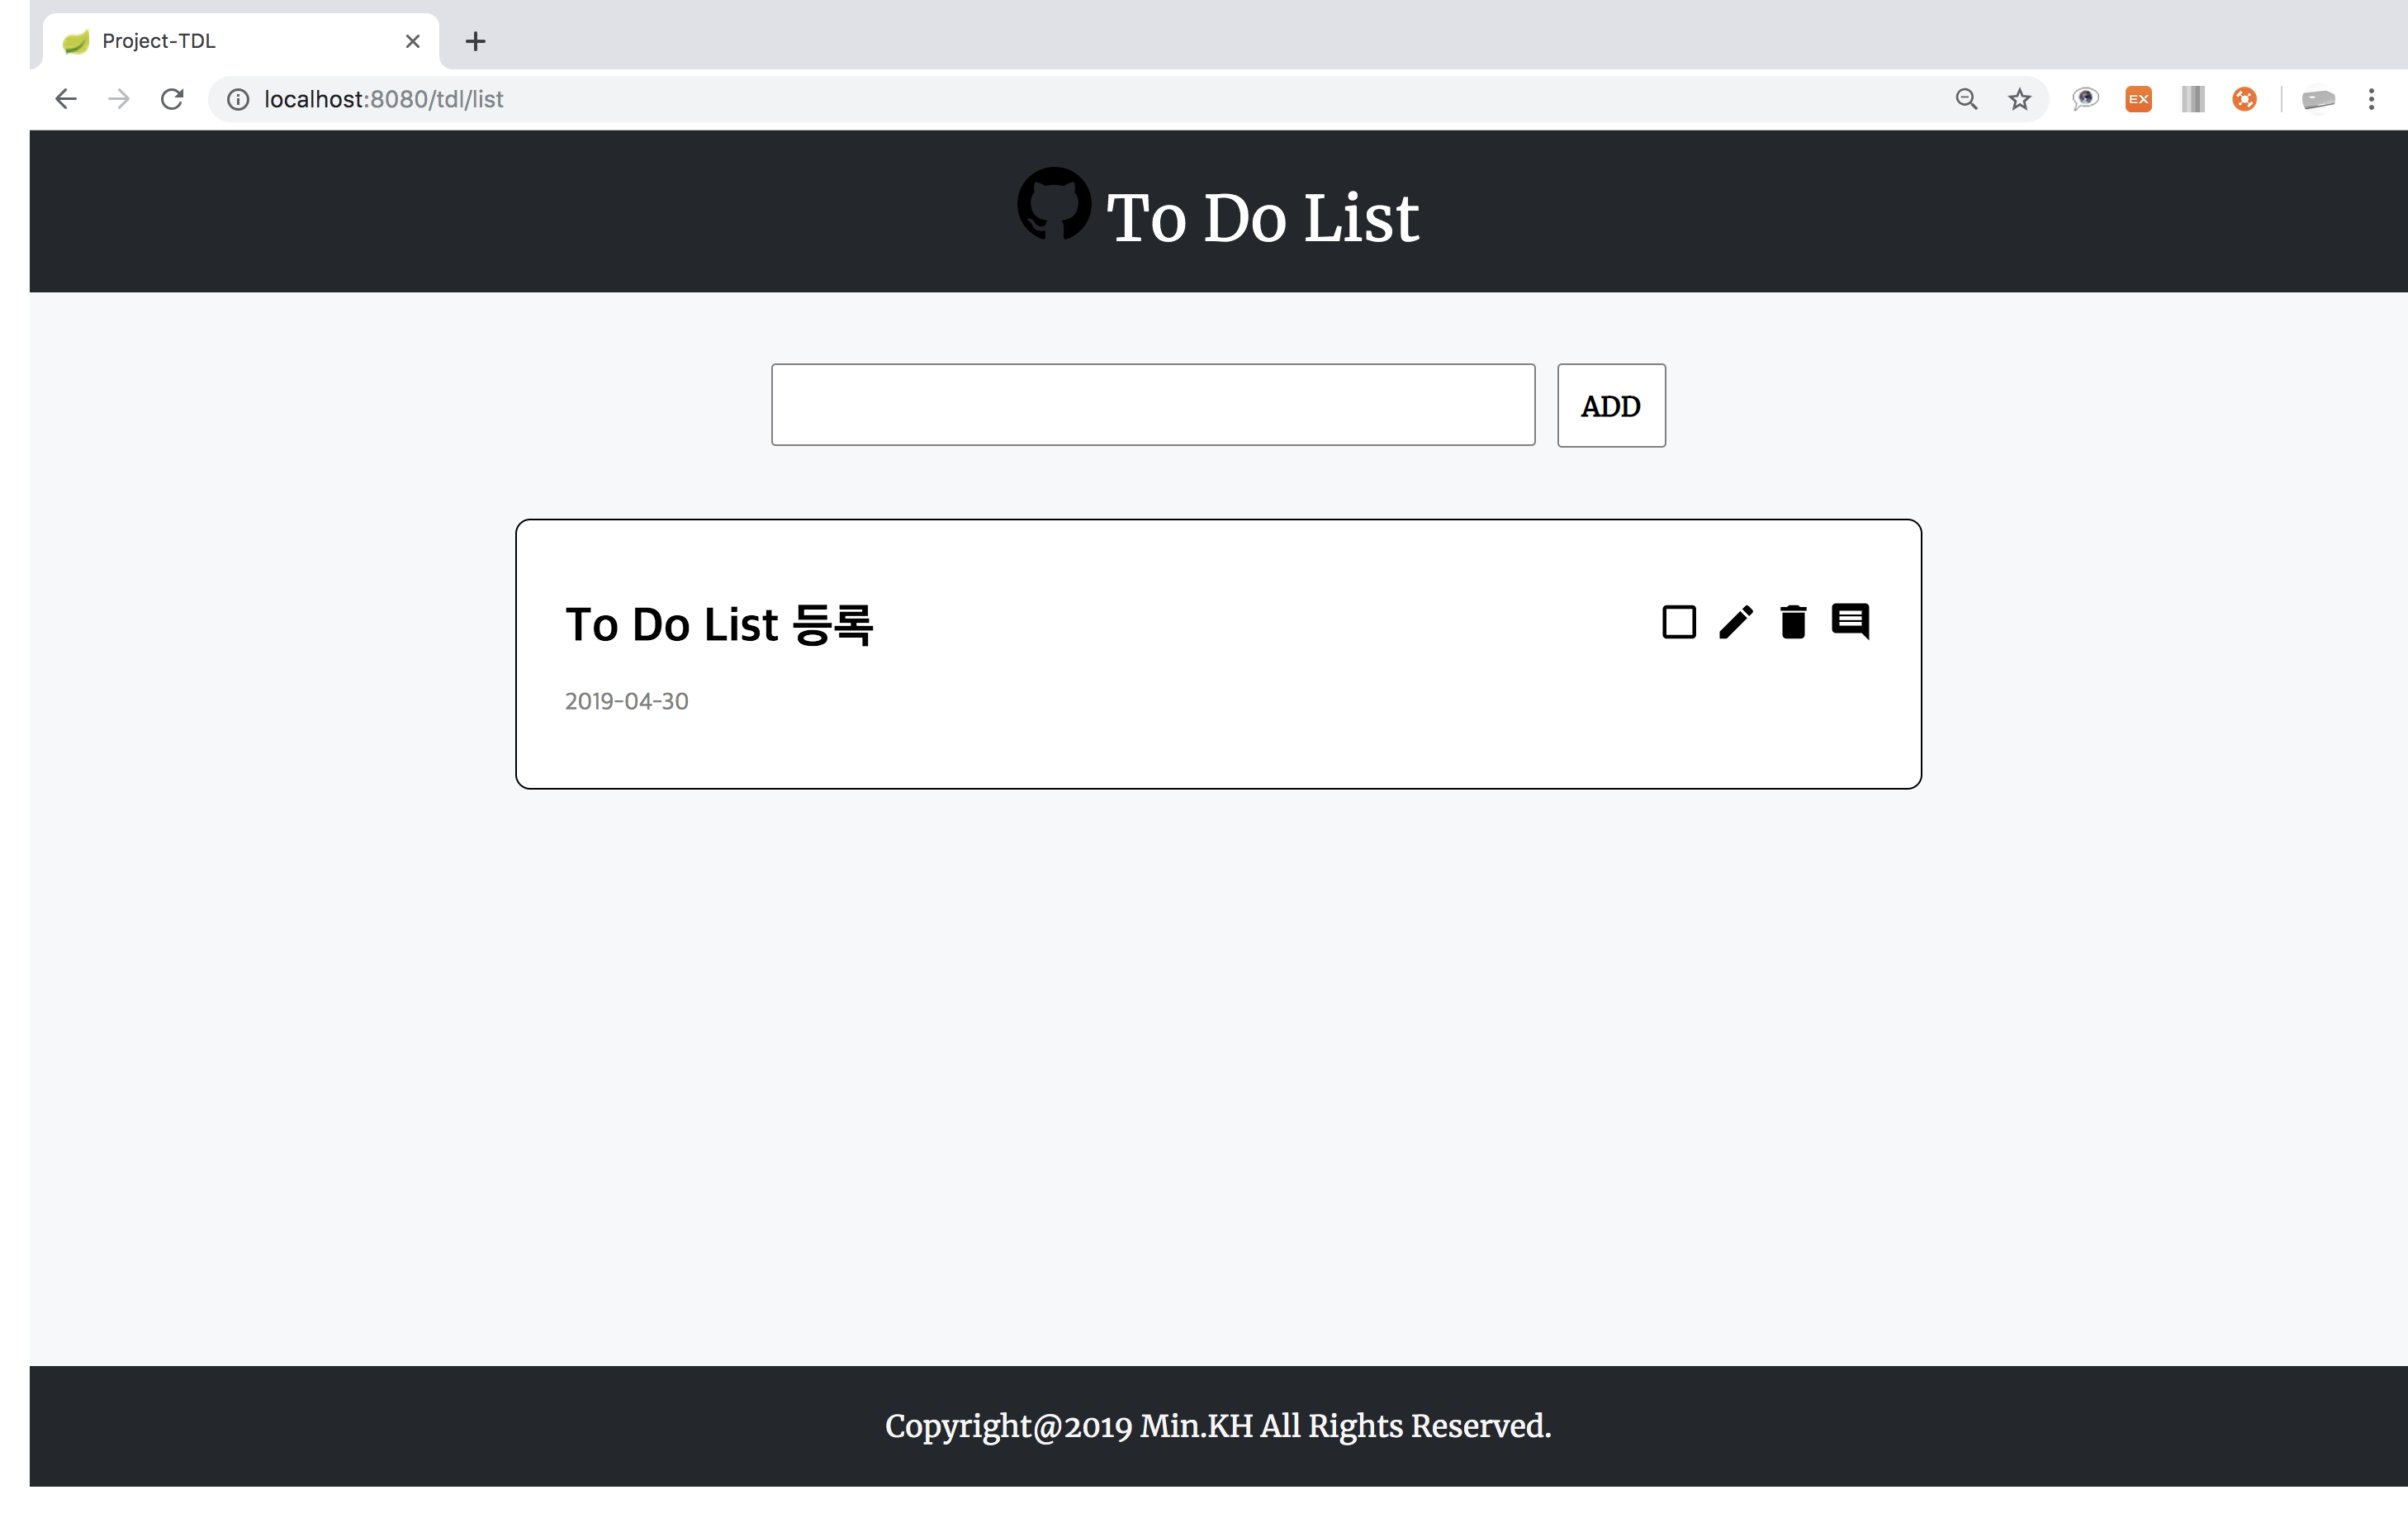 Project-TDL
localhost:8080/tdl/list
EX
To Do List
ADD
To Do List 등록
2019-04-30
Copyright@2019 Min.KH All Rights Reserved.